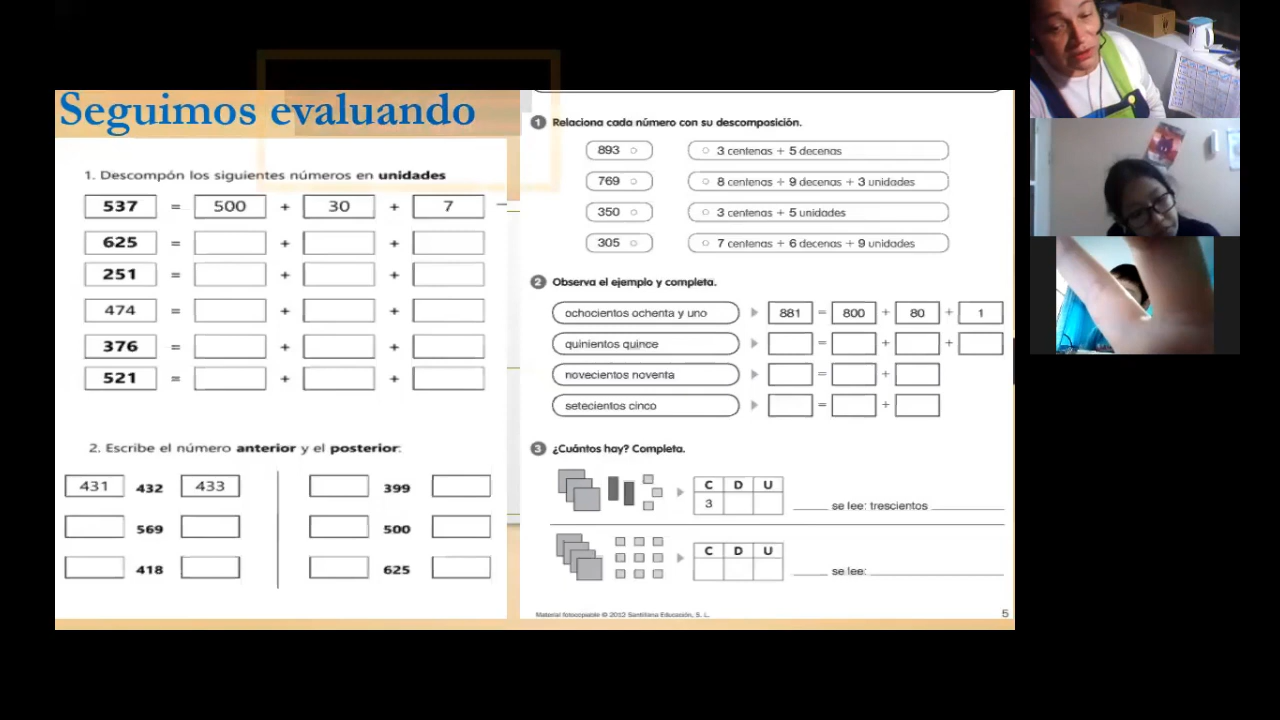 Seguimos evaluando
1. Descompón los siguientes números en unidades
537 = 500 + 30 + 7
625 = + +
251 = + +
474 = + +
376 = + +
521 = + +
2. Escribe el número anterior y el posterior:
431 432 433
569
418
399
500
625
1 Relaciona cada número con su descomposición.
893 3 centenas + 5 decenas
769 8 centenas + 9 decenas + 3 unidades
350 3 centenas + 5 unidades
305 7 centenas + 6 decenas + 9 unidades
2 Observa el ejemplo y completa.
ochocientos ochenta y uno 881 = 800 + 80 + 1
quinientos quince = + +
novecientos noventa = +
setecientos cinco = +
3 ¿Cuántos hay? Completa.
C D U
3 _____ se lee: trescientos __________
C D U
_____ se lee: __________
Material fotocopiable © 2012 Santillana Educación, S. L.
5